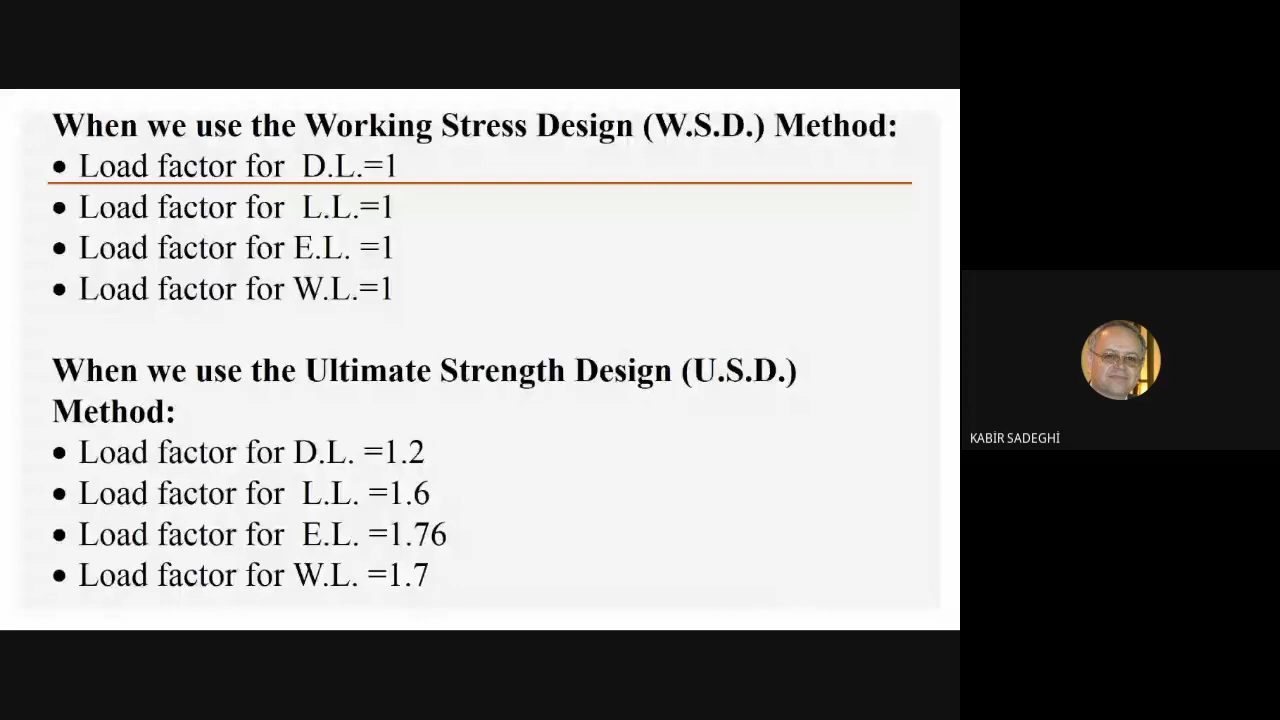 When we use the Working Stress Design (W.S.D.) Method:
• Load factor for D.L.=1
• Load factor for L.L.=1
• Load factor for E.L. =1
• Load factor for W.L.=1
When we use the Ultimate Strength Design (U.S.D.)
Method:
• Load factor for D.L. =1.2
• Load factor for L.L. =1.6
• Load factor for E.L. =1.76
• Load factor for W.L. =1.7
KABİR SADEGHİ